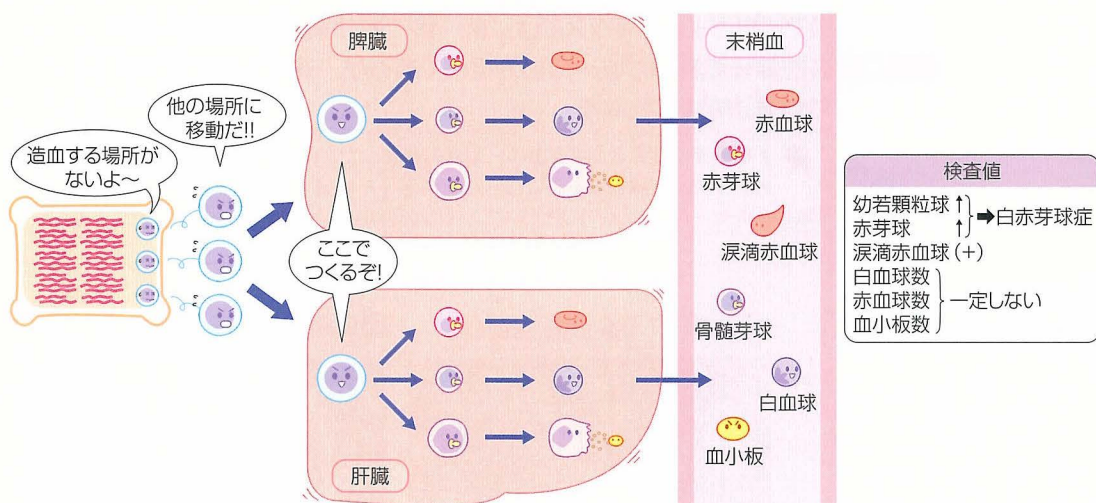 造血する場所が
ないよ～
他の場所に
移動だ!!
脾臓
ここで
つくるぞ!
肝臓
末梢血
赤血球
赤芽球
涙滴赤血球
骨髄芽球
白血球
血小板
検査値
幼若顆粒球↑
赤芽球 ↑
➡白赤芽球症
涙滴赤血球(+)
白血球数
赤血球数
血小板数
一定しない